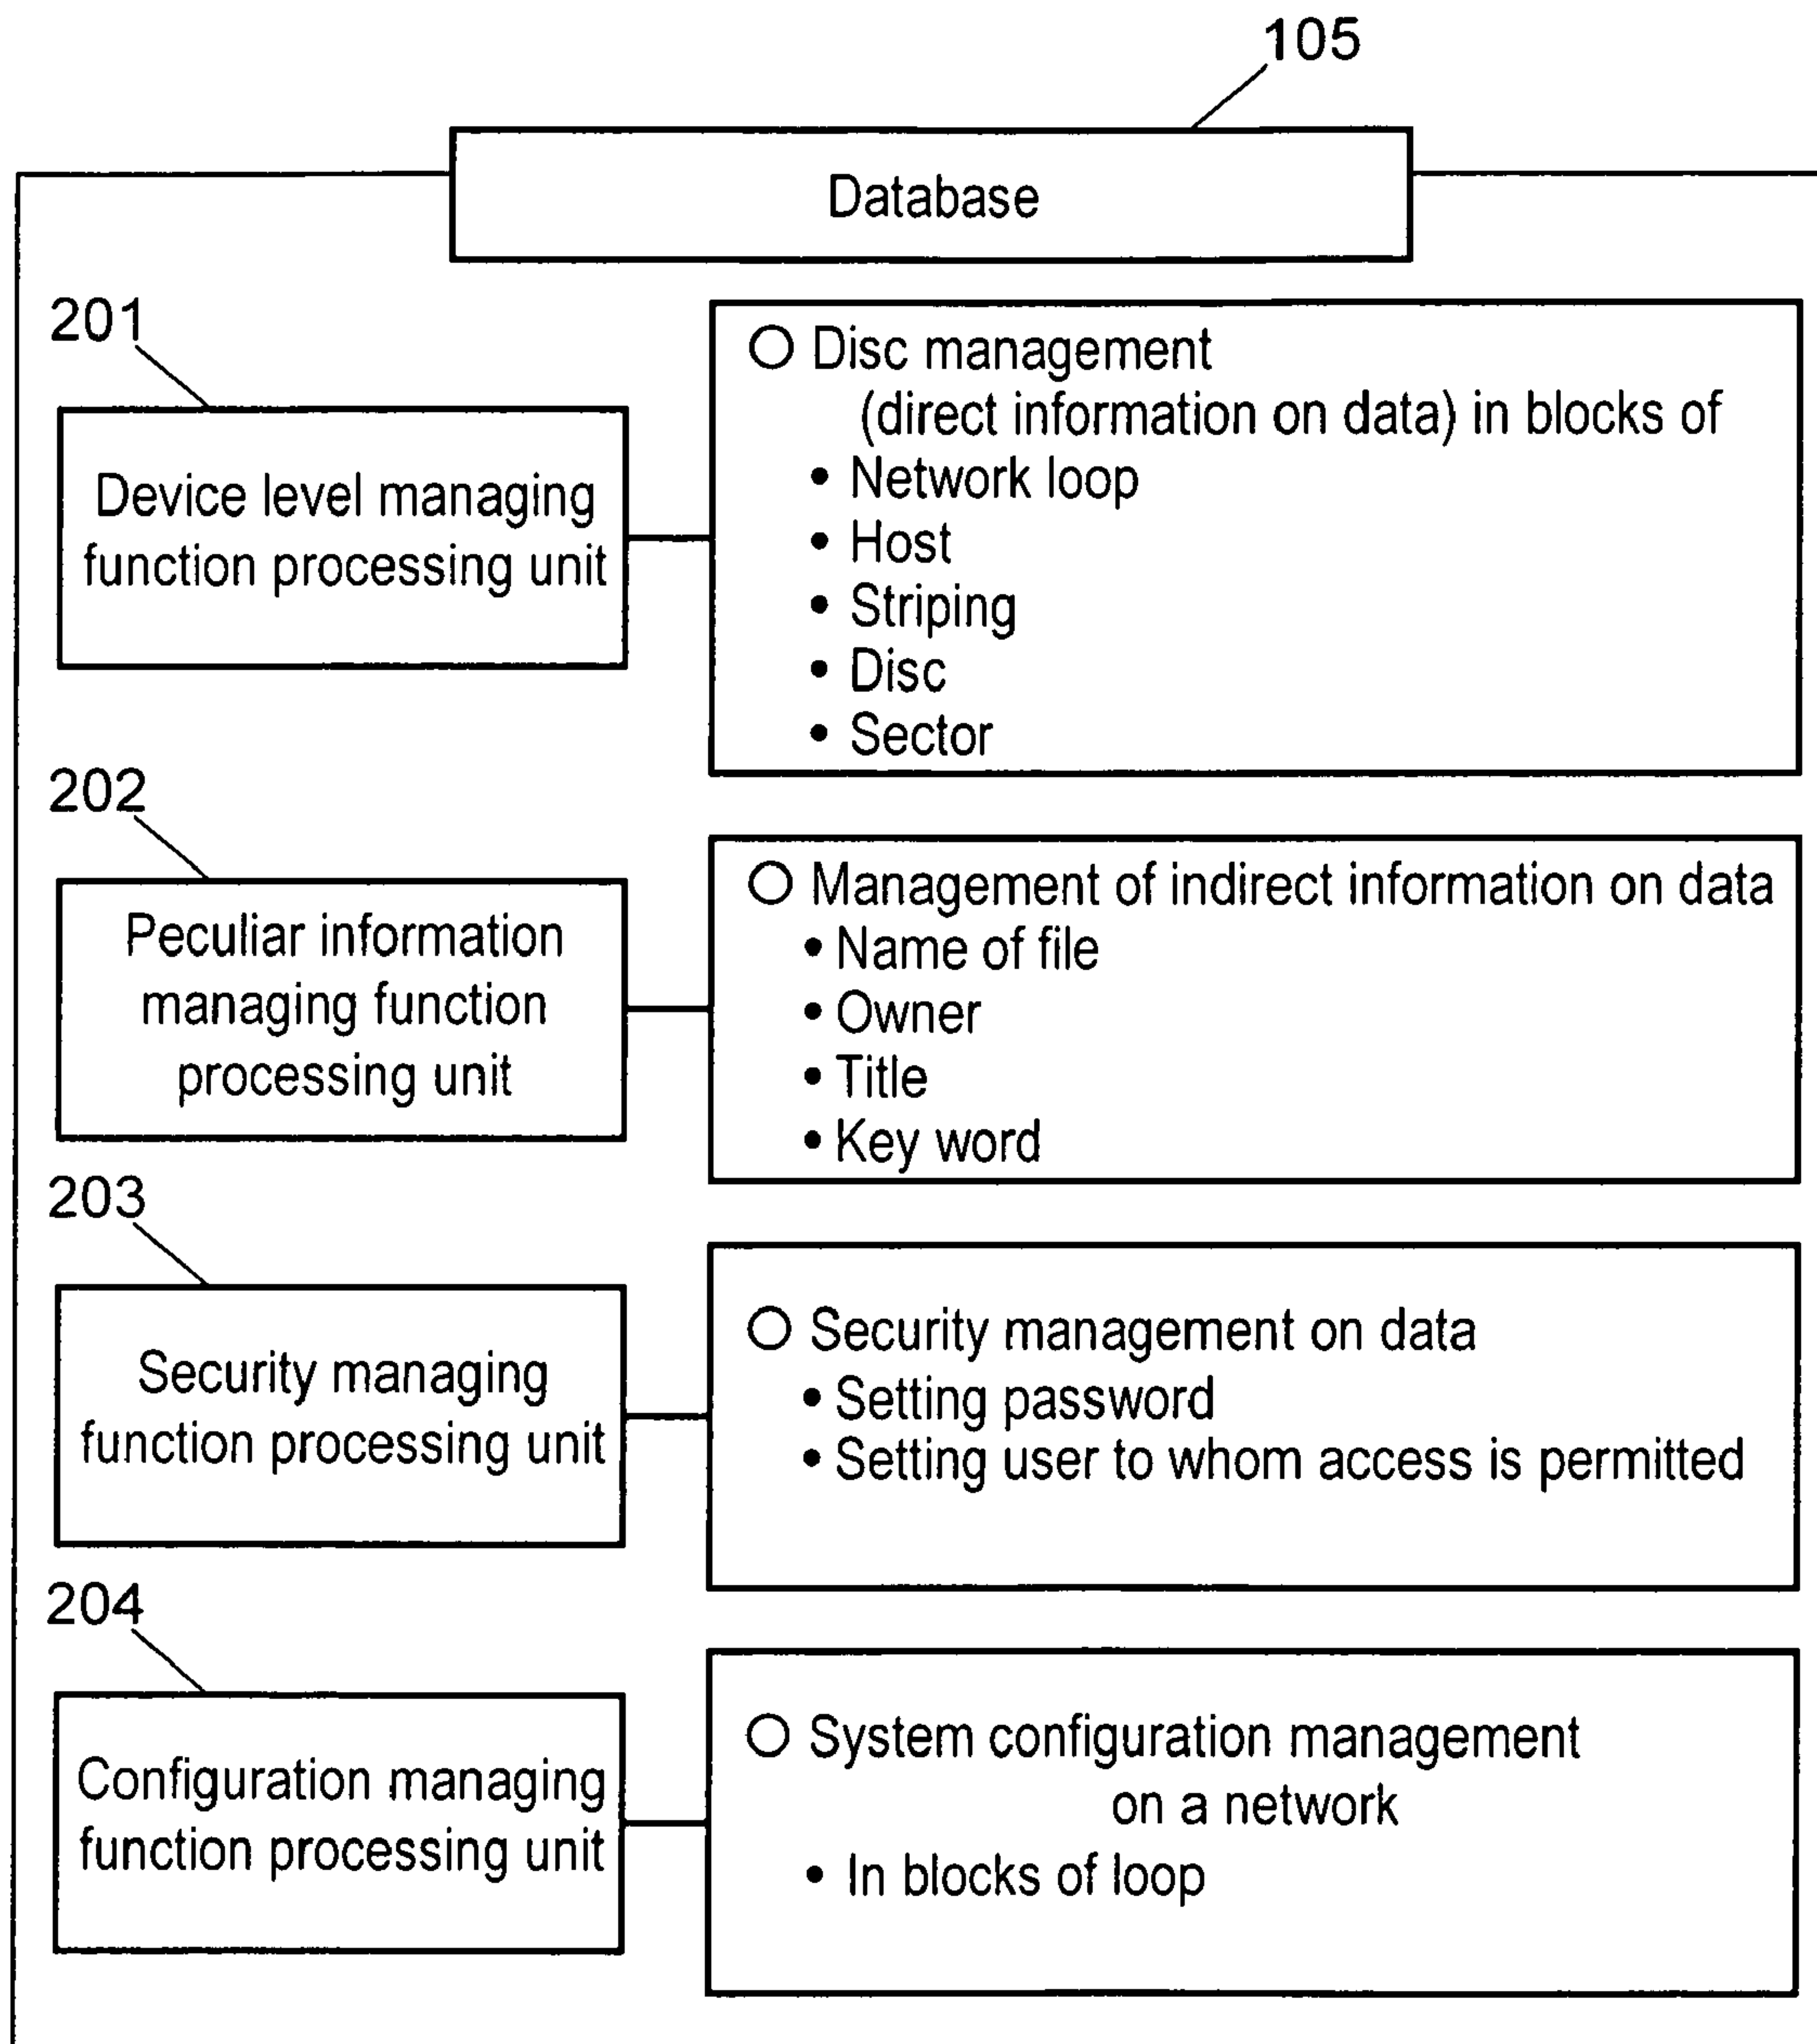 105
Database
201
Device level managing
function processing unit
○ Disc management
(direct information on data) in blocks of
• Network loop
• Host
• Striping
• Disc
• Sector
202
Peculiar information
managing function
processing unit
○ Management of indirect information on data
• Name of file
• Owner
• Title
• Key word
203
Security managing
function processing unit
○ Security management on data
• Setting password
• Setting user to whom access is permitted
204
Configuration managing
function processing unit
○ System configuration management
on a network
• In blocks of loop